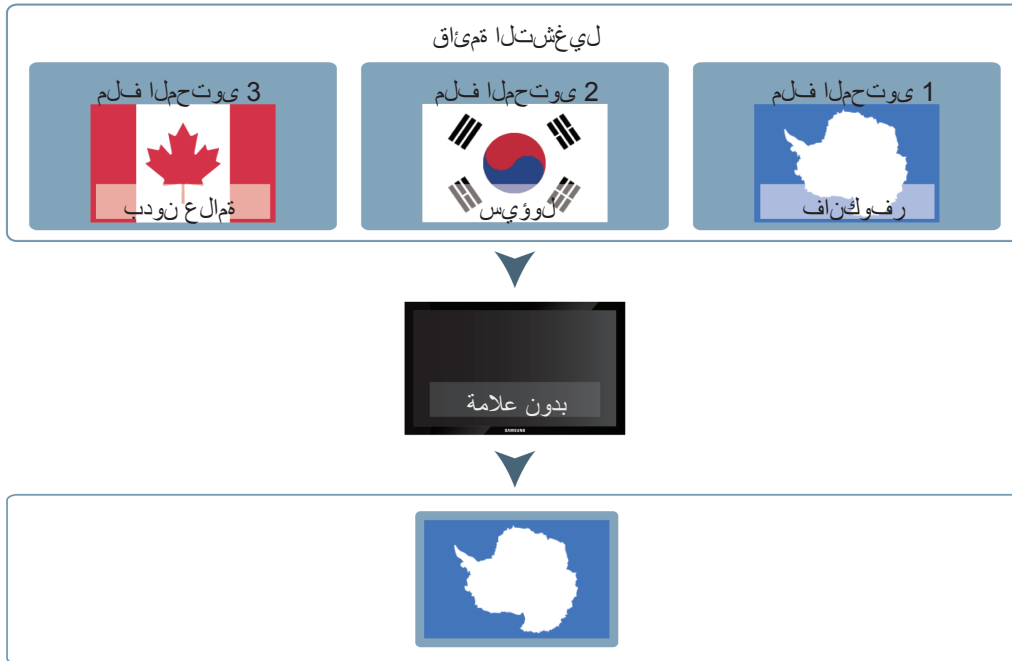 قائمة التشغيل
ملف المحتوى 1
فانكوفر
ملف المحتوى 2
سيؤول
ملف المحتوى 3
بدون علامة
بدون علامة
SAMSUNG